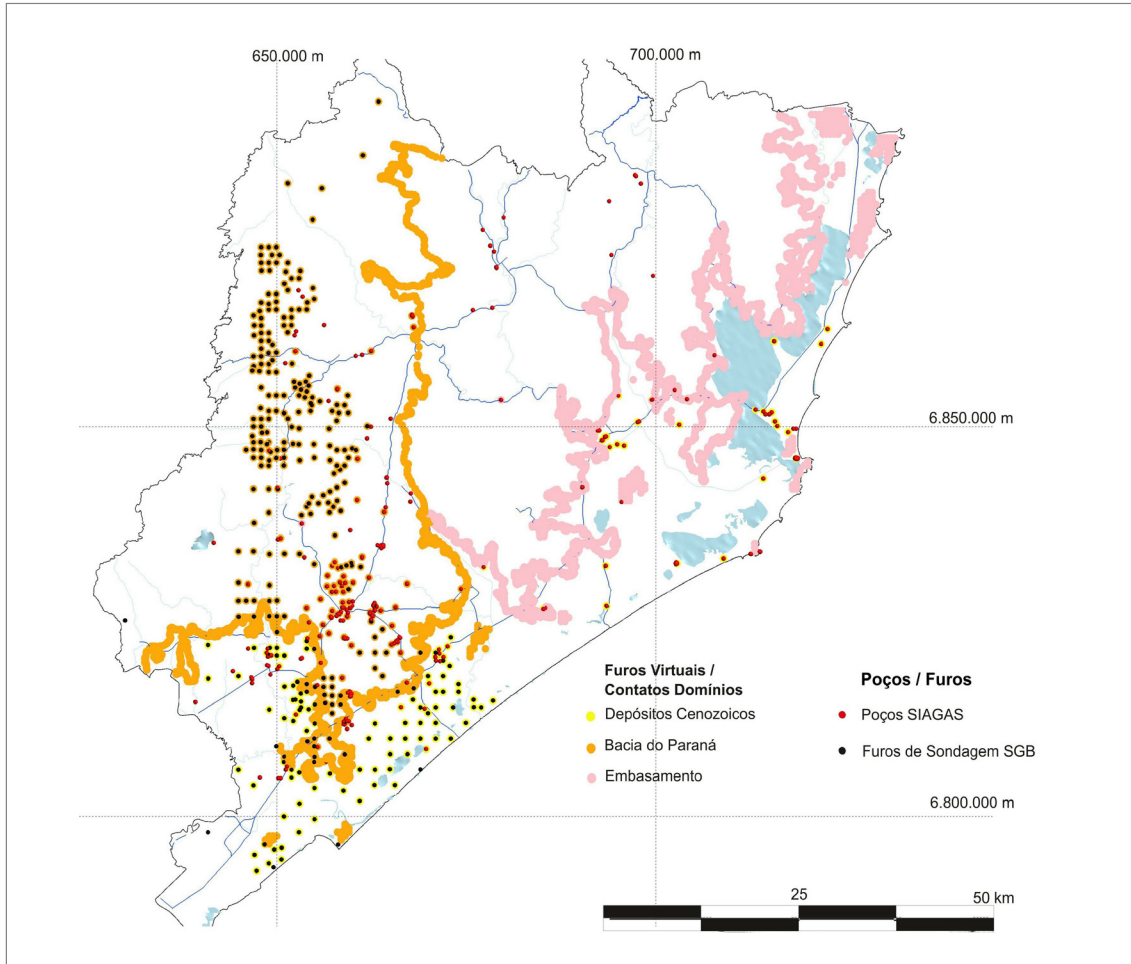 650.000 m
700.000 m
6.850.000 m
Furos Virtuais /
Contatos Domínios
Depósitos Cenozoicos
Bacia do Paraná
Embasamento
Poços / Furos
Poços SIAGAS
Furos de Sondagem SGB
6.800.000 m
25
50 km